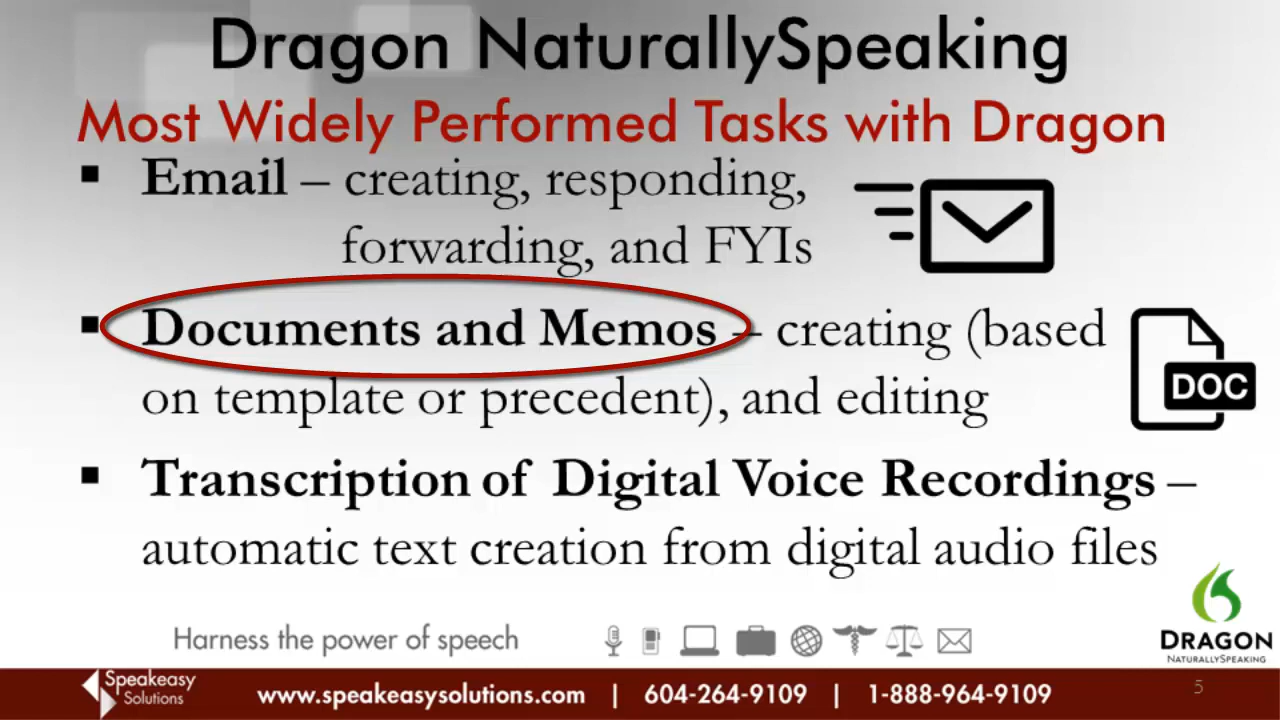 Dragon NaturallySpeaking
Most Widely Performed Tasks with Dragon
▪ Email – creating, responding,
forwarding, and FYIs
▪ Documents and Memos – creating (based
on template or precedent), and editing
DOC
▪ Transcription of Digital Voice Recordings –
automatic text creation from digital audio files
Harness the power of speech
DRAGON
NATURALLYSPEAKING
Speakeasy
Solutions
www.speakeasysolutions.com | 604-264-9109 | 1-888-964-9109
5